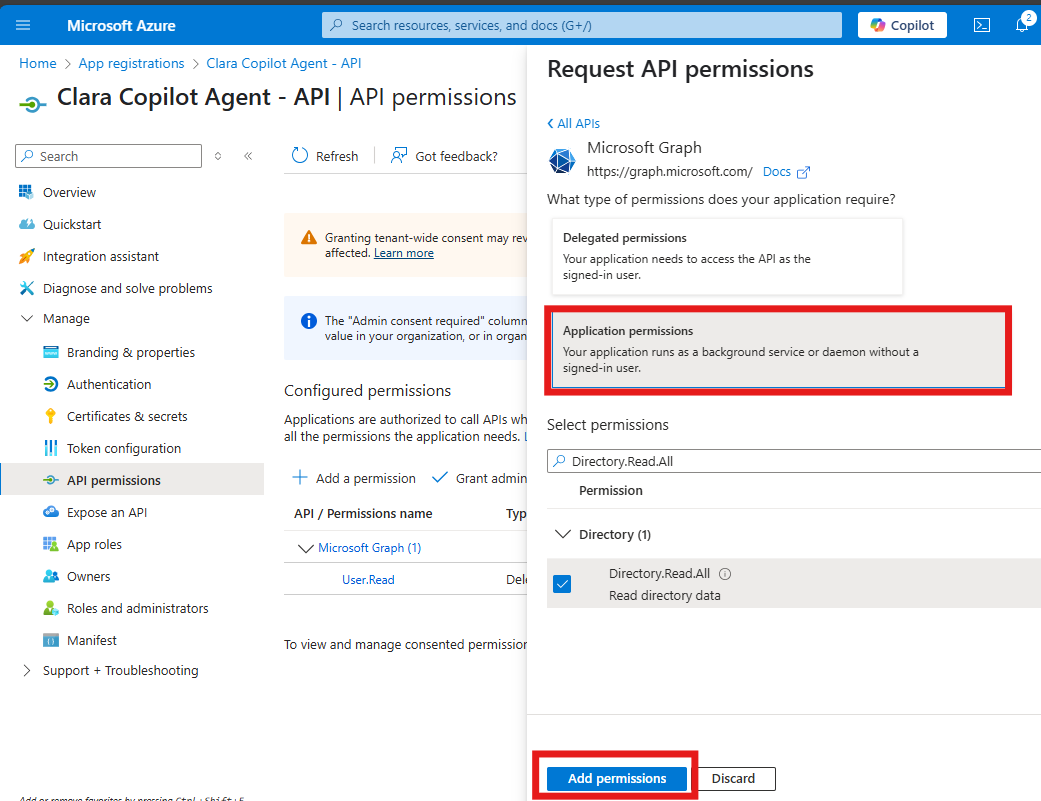 Microsoft Azure
Search resources, services, and docs (G+/)
Copilot
2
Home > App registrations > Clara Copilot Agent - API
Clara Copilot Agent - API | API permissions
Search
Overview
Quickstart
Integration assistant
Diagnose and solve problems
Manage
Branding & properties
Authentication
Certificates & secrets
Token configuration
API permissions
Expose an API
App roles
Owners
Roles and administrators
Manifest
Support + Troubleshooting
Add or remove favorites by pressing Ctrl+Shift+F
Refresh
Got feedback?
Granting tenant-wide consent may rev
affected. Learn more
The "Admin consent required" column
value in your organization, or in organ
Configured permissions
Applications are authorized to call APIs wh
all the permissions the application needs. L
Add a permission
Grant admin
API / Permissions name Typ
Microsoft Graph (1)
User.Read Dele
To view and manage consented permission
Request API permissions
All APIs
Microsoft Graph
https://graph.microsoft.com/ Docs
What type of permissions does your application require?
Delegated permissions
Your application needs to access the API as the
signed-in user.
Application permissions
Your application runs as a background service or daemon without a
signed-in user.
Select permissions
Directory.Read.All
Permission
Directory (1)
Directory.Read.All
Read directory data
Add permissions
Discard